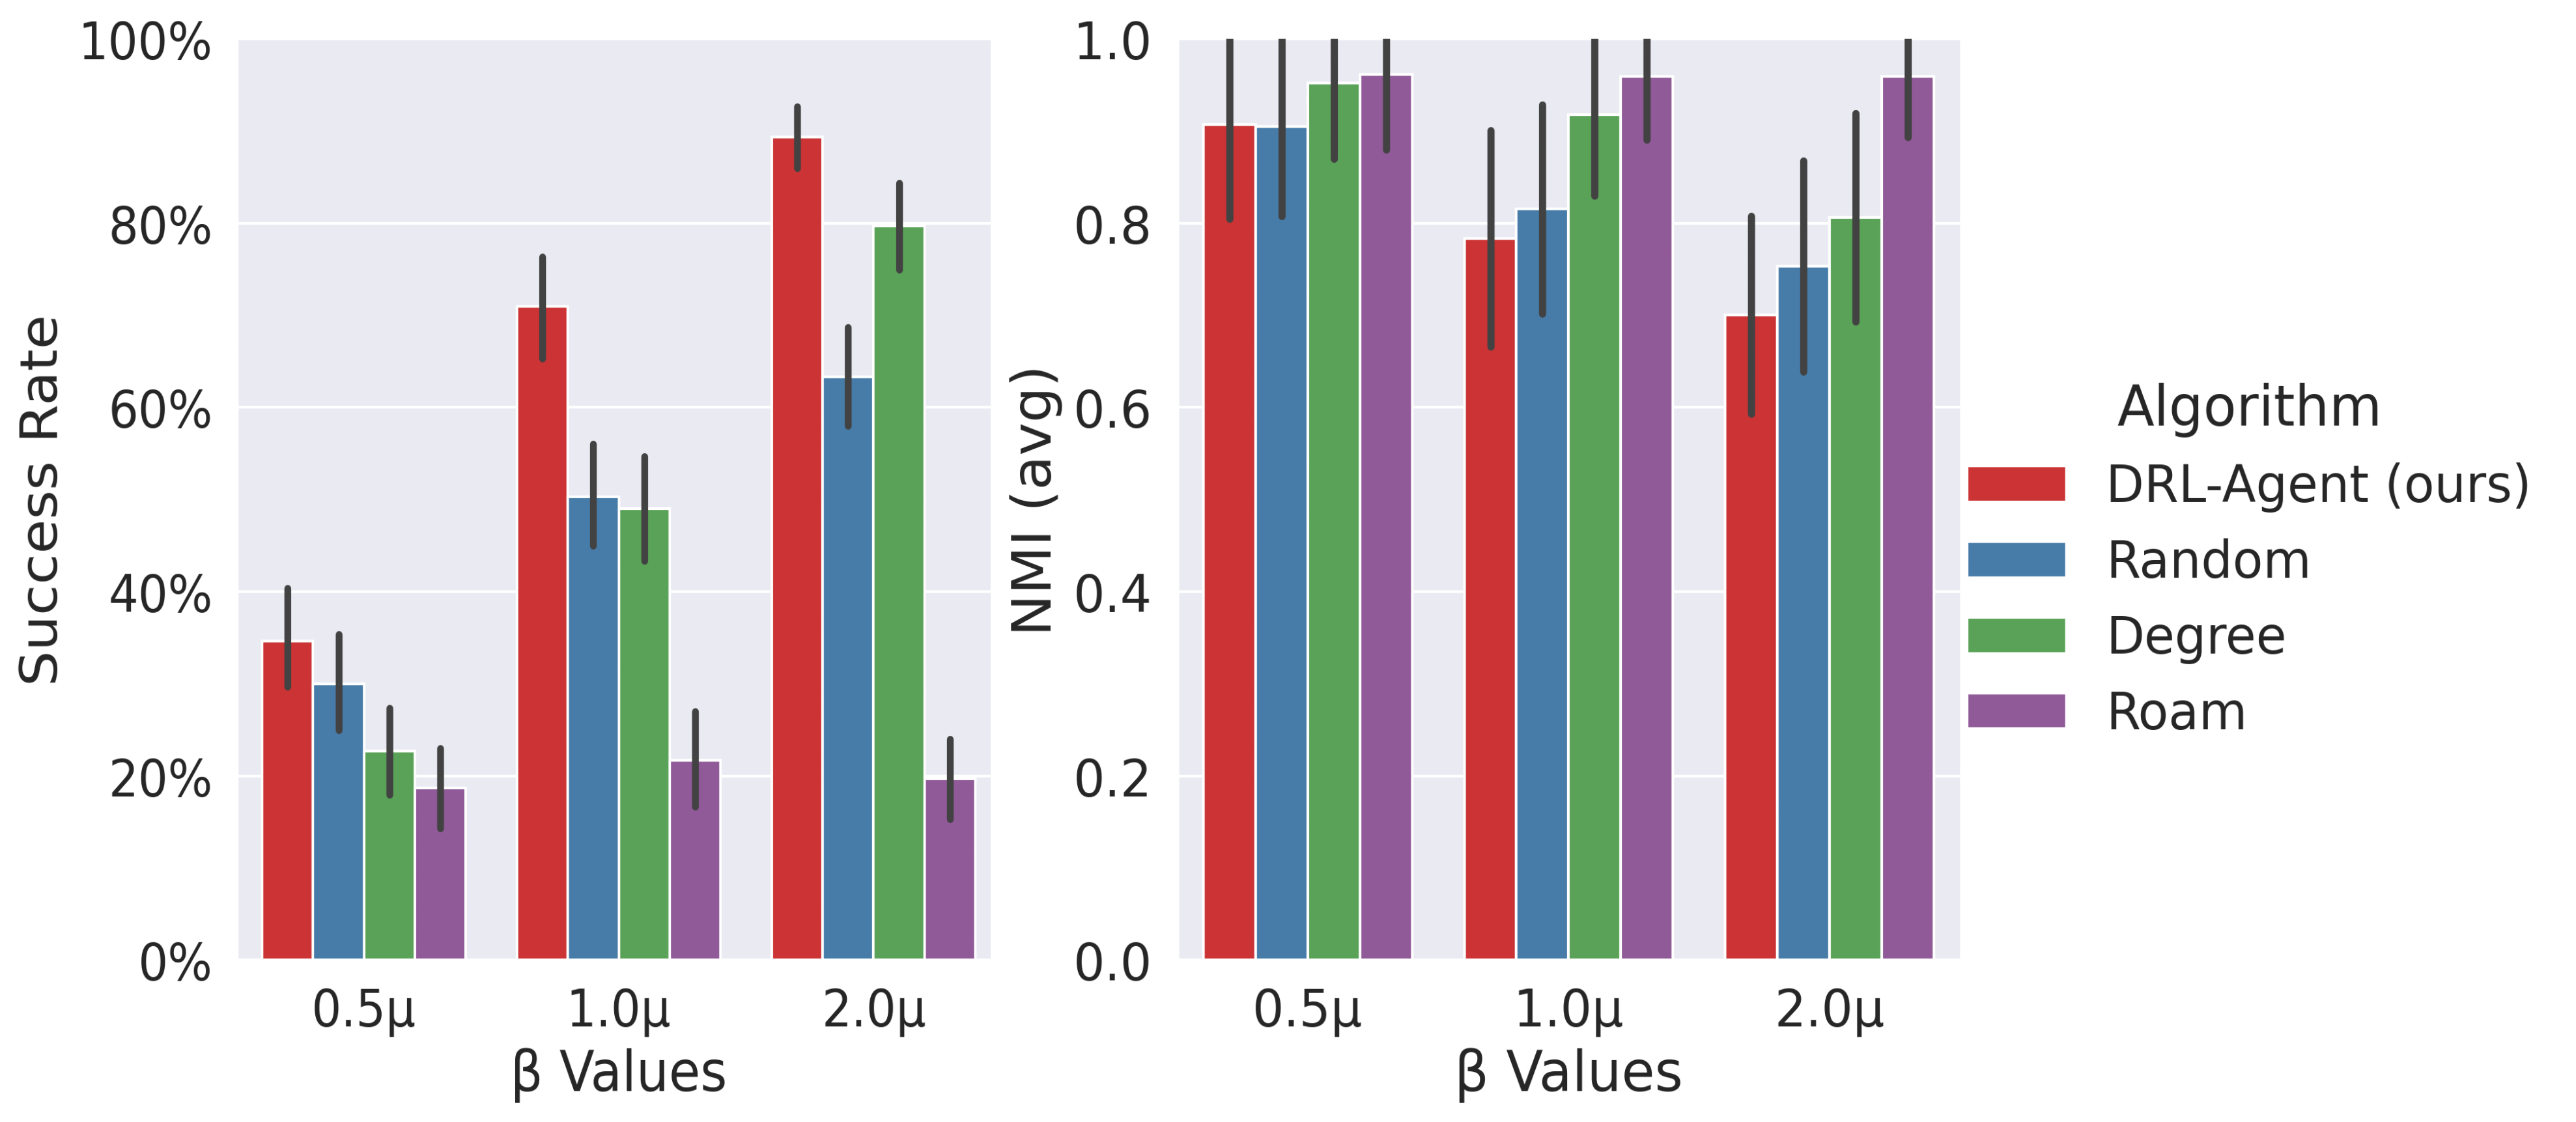 100%
80%
60%
40%
20%
0%
Success Rate
0.5μ 1.0μ 2.0μ
β Values
1.0
0.8
0.6
0.4
0.2
0.0
NMI (avg)
0.5μ 1.0μ 2.0μ
β Values
Algorithm
DRL-Agent (ours)
Random
Degree
Roam